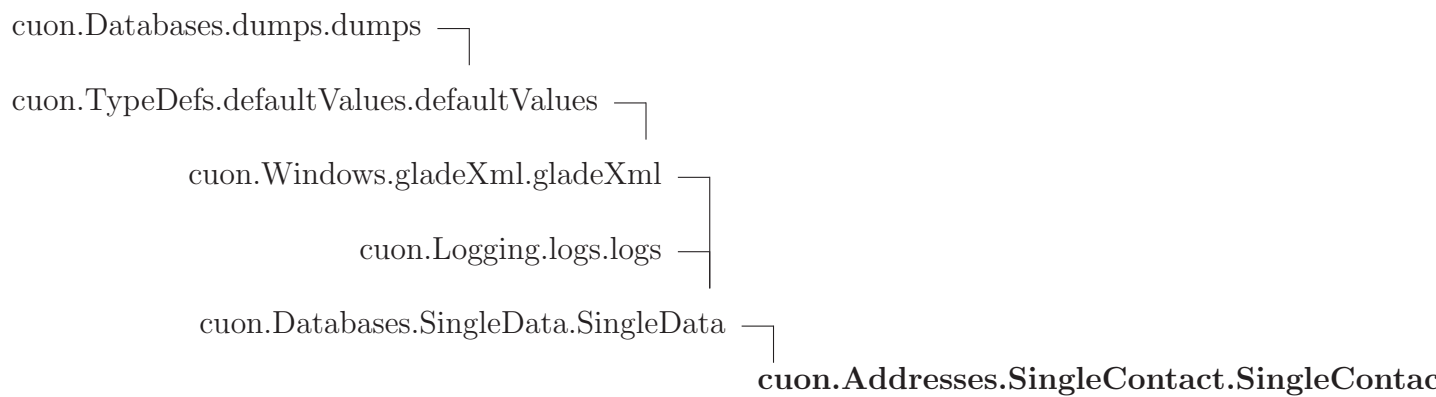 cuon.Databases.dumps.dumps
cuon.TypeDefs.defaultValues.defaultValues
cuon.Windows.gladeXml.gladeXml
cuon.Logging.logs.logs
cuon.Databases.SingleData.SingleData
cuon.Addresses.SingleContact.SingleContac